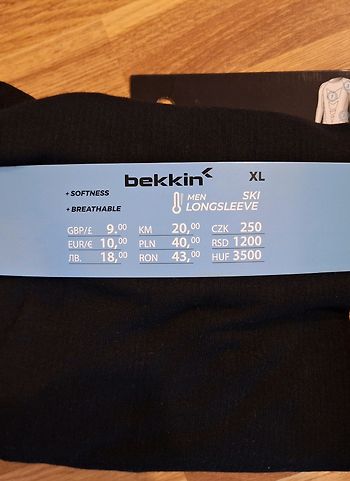 bekkin XL
+ SOFTNESS
+ BREATHABLE
MEN SKI
LONGSLEEVE
GBP/£ 9,00 KM 20,00 CZK 250
EUR/€ 10,00 PLN 40,00 RSD 1200
ЛВ. 18,00 RON 43,00 HUF 3500